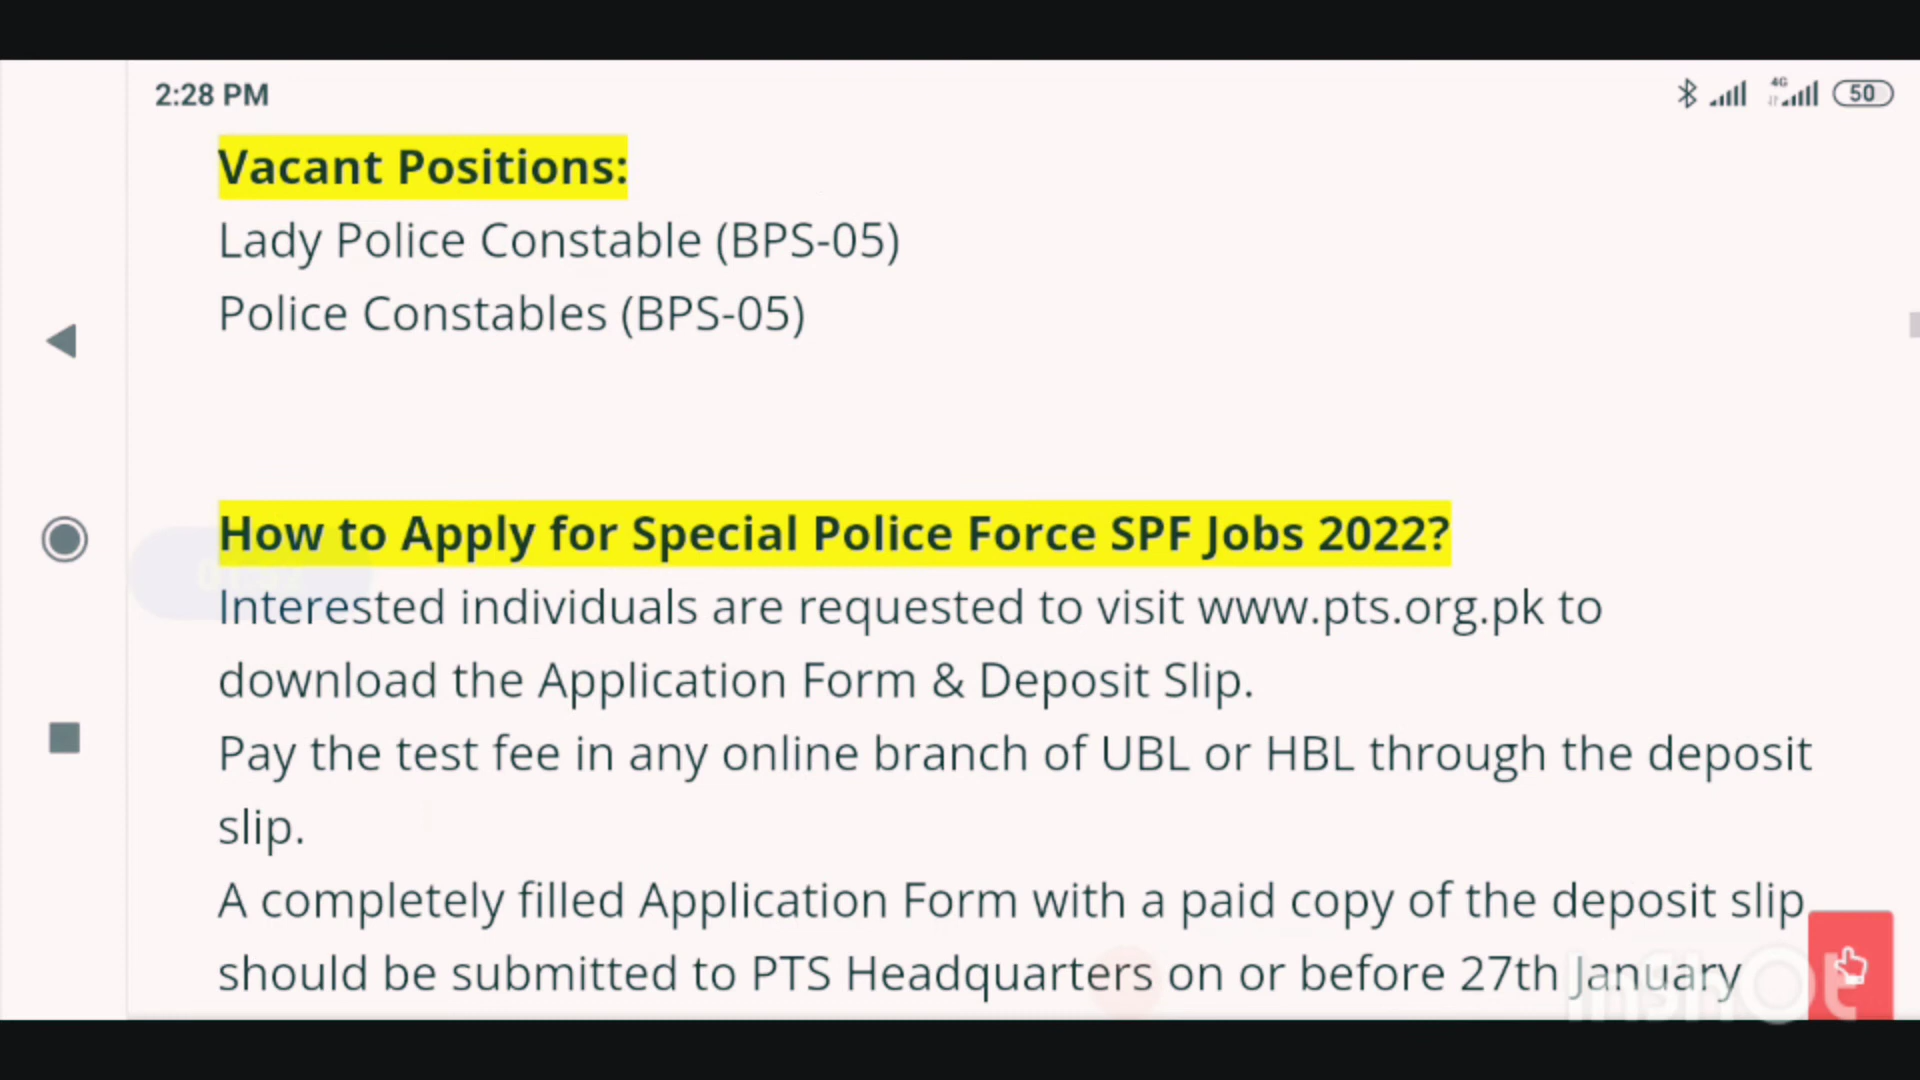 2:28 PM
4G
50
Vacant Positions:
Lady Police Constable (BPS-05)
Police Constables (BPS-05)
How to Apply for Special Police Force SPF Jobs 2022?
Interested individuals are requested to visit www.pts.org.pk to
download the Application Form & Deposit Slip.
Pay the test fee in any online branch of UBL or HBL through the deposit
slip.
A completely filled Application Form with a paid copy of the deposit slip
should be submitted to PTS Headquarters on or before 27th January
InShOt